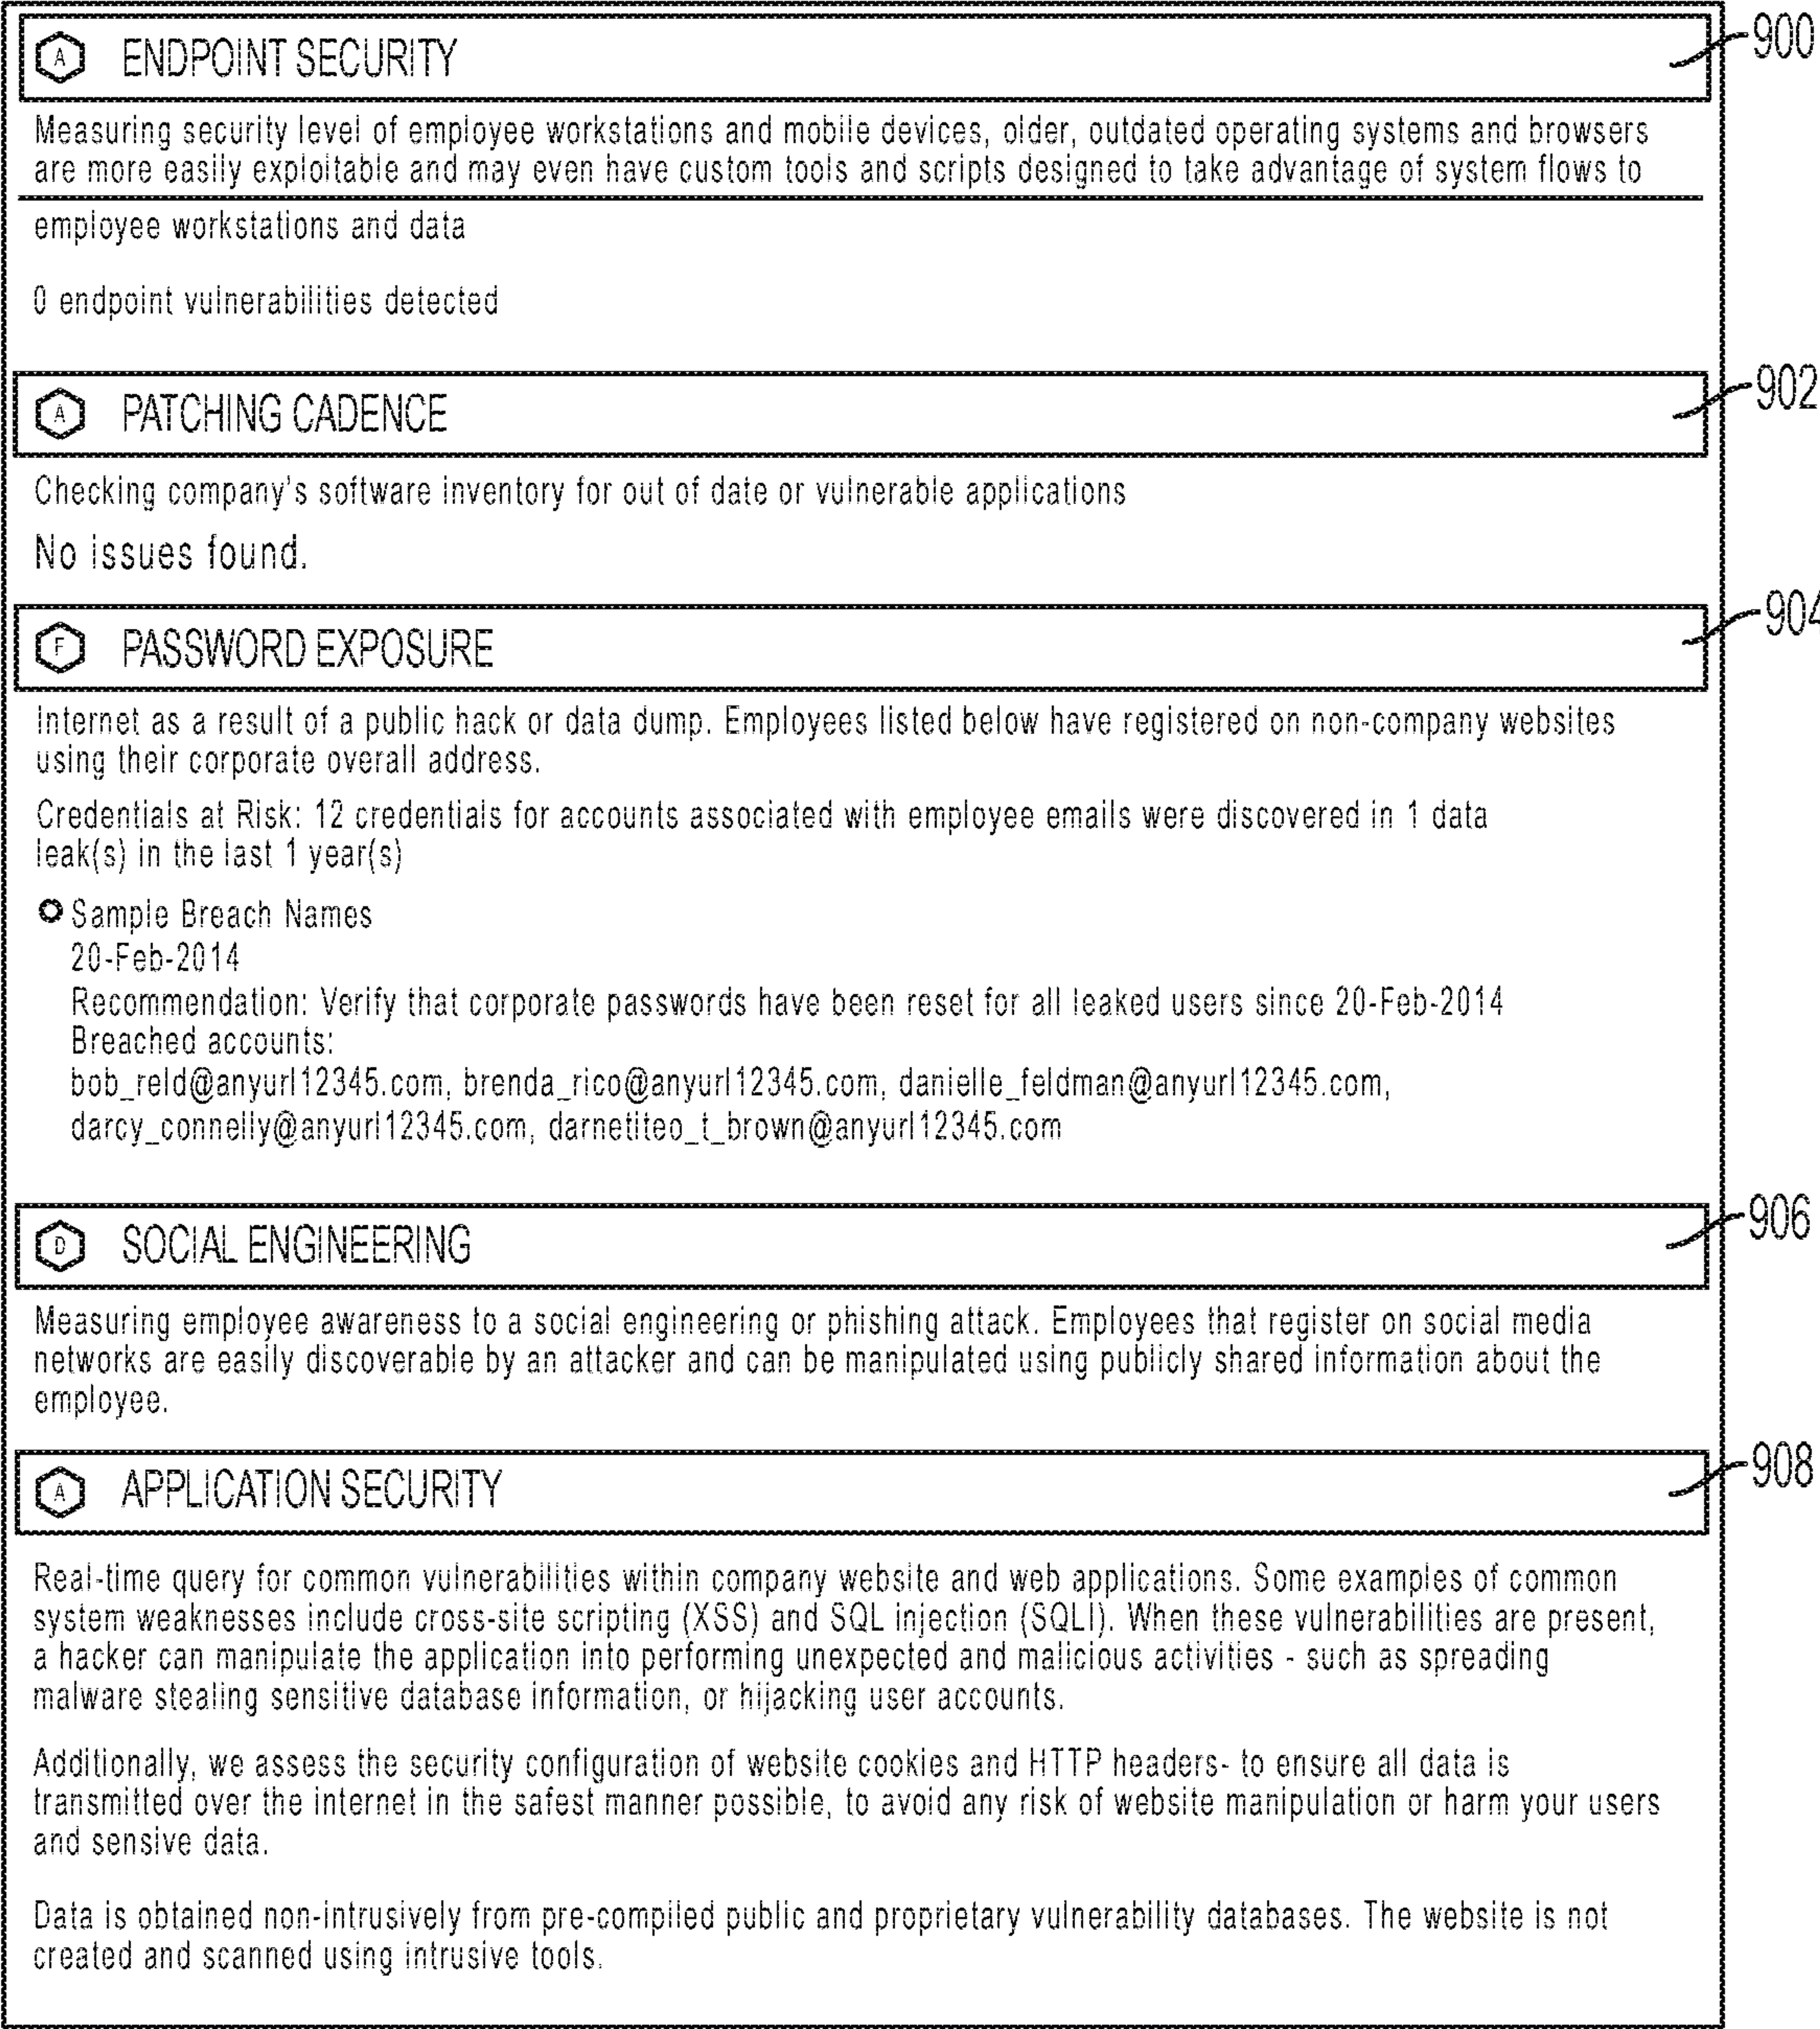 A ENDPOINT SECURITY 900
Measuring security level of employee workstations and mobile devices, older, outdated operating systems and browsers
are more easily exploitable and may even have custom tools and scripts designed to take advantage of system flows to
employee workstations and data
0 endpoint vulnerabilities detected
A PATCHING CADENCE 902
Checking company's software inventory for out of date or vulnerable applications
No issues found.
F PASSWORD EXPOSURE 904
Internet as a result of a public hack or data dump. Employees listed below have registered on non-company websites
using their corporate overall address.
Credentials at Risk: 12 credentials for accounts associated with employee emails were discovered in 1 data
leak(s) in the last 1 year(s)
Sample Breach Names
20-Feb-2014
Recommendation: Verify that corporate passwords have been reset for all leaked users since 20-Feb-2014
Breached accounts:
bob_reld@anyurl12345.com, brenda_rico@anyurl12345.com, danielle_feldman@anyurl12345.com,
darcy_connelly@anyurl12345.com, darnetiteo_t_brown@anyurl12345.com
D SOCIAL ENGINEERING 906
Measuring employee awareness to a social engineering or phishing attack. Employees that register on social media
networks are easily discoverable by an attacker and can be manipulated using publicly shared information about the
employee.
A APPLICATION SECURITY 908
Real-time query for common vulnerabilities within company website and web applications. Some examples of common
system weaknesses include cross-site scripting (XSS) and SQL injection (SQLI). When these vulnerabilities are present,
a hacker can manipulate the application into performing unexpected and malicious activities - such as spreading
malware stealing sensitive database information, or hijacking user accounts.
Additionally, we assess the security configuration of website cookies and HTTP headers- to ensure all data is
transmitted over the internet in the safest manner possible, to avoid any risk of website manipulation or harm your users
and sensive data.
Data is obtained non-intrusively from pre-compiled public and proprietary vulnerability databases. The website is not
created and scanned using intrusive tools.